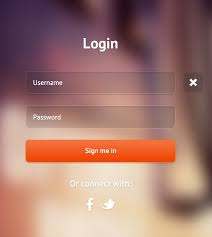 Login
Username
Password
Sign me in
Or connect with: